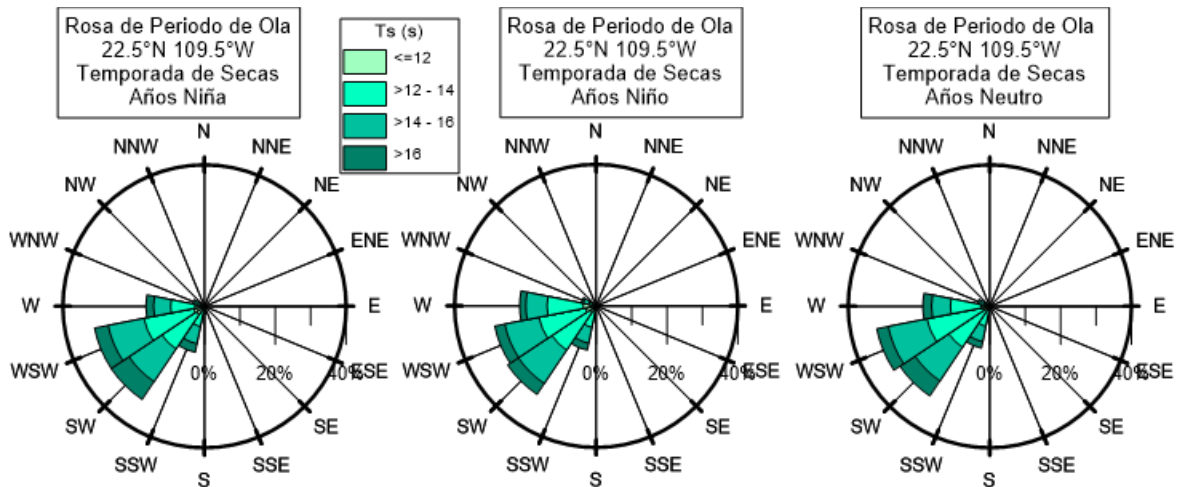 Rosa de Periodo de Ola
22.5°N 109.5°W
Temporada de Secas
Años Niña
Ts (s)
<=12
>12 - 14
>14 - 16
>16
Rosa de Periodo de Ola
22.5°N 109.5°W
Temporada de Secas
Años Niño
Rosa de Periodo de Ola
22.5°N 109.5°W
Temporada de Secas
Años Neutro
N
NNE
NE
ENE
E
ESE
SE
SSE
S
SSW
SW
WSW
W
WNW
NW
NNW
0%
20%
40%
N
NNE
NE
ENE
E
ESE
SE
SSE
S
SSW
SW
WSW
W
WNW
NW
NNW
0%
20%
40%
N
NNE
NE
ENE
E
ESE
SE
SSE
S
SSW
SW
WSW
W
WNW
NW
NNW
0%
20%
40%